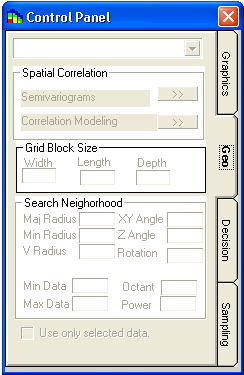 Control Panel
Spatial Correlation
Semivariograms >>
Correlation Modeling >>
Grid Block Size
Width Length Depth
Search Neighorhood
Maj Radius XY Angle
Min Radius Z Angle
V Radius Rotation
Min Data Octant
Max Data Power
Use only selected data.
Graphics
Geo
Decision
Sampling